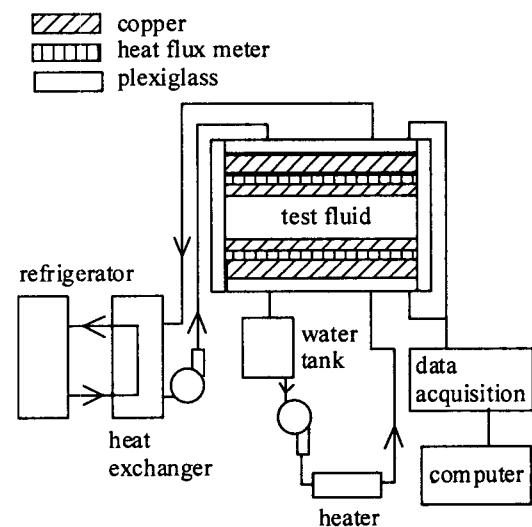 copper
heat flux meter
plexiglass
test fluid
refrigerator
water
tank
data
acquisition
heat
exchanger
computer
heater